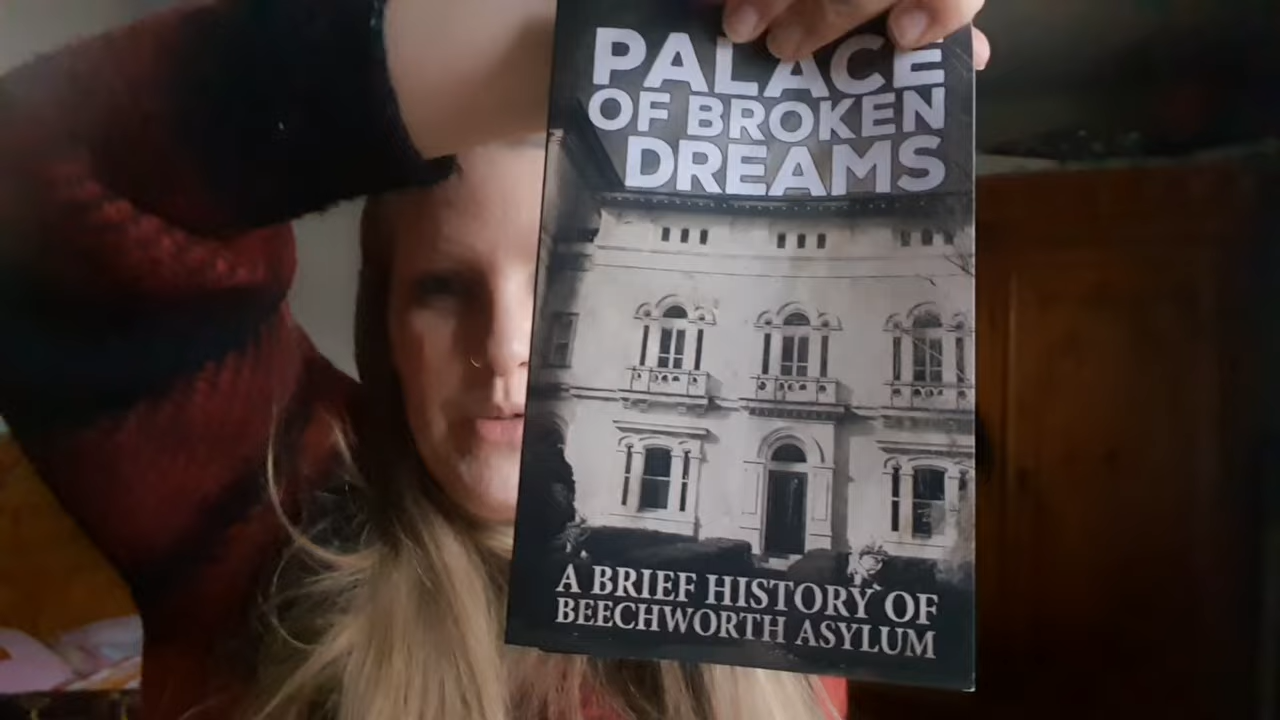 PALACE
OF BROKEN
DREAMS
A BRIEF HISTORY OF
BEECHWORTH ASYLUM